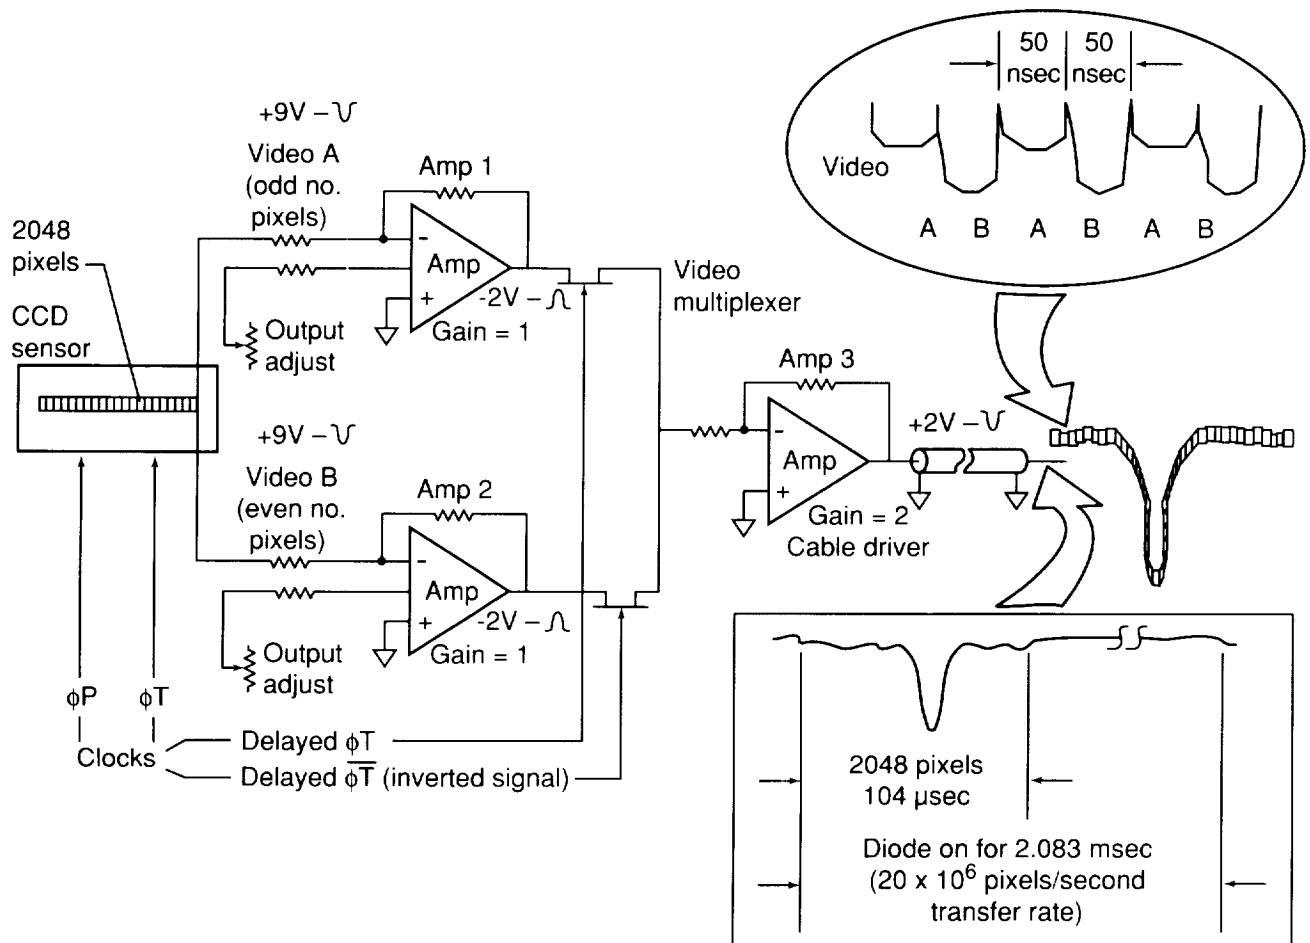 +9V –
Video A
(odd no.
pixels)
Amp 1
2048
pixels
CCD
sensor
–
Amp
+
-2V –
Gain = 1
Output
adjust
Video
multiplexer
+9V –
Video B
(even no.
pixels)
Amp 2
–
Amp
+
-2V –
Gain = 1
Output
adjust
ϕP
ϕT
Clocks
Delayed ϕT
Delayed ϕT̅ (inverted signal)
Amp 3
–
Amp
+
Gain = 2
Cable driver
+2V –
50
nsec
50
nsec
Video
A B A B A B
2048 pixels
104 µsec
Diode on for 2.083 msec
(20 x 10⁶ pixels/second
transfer rate)